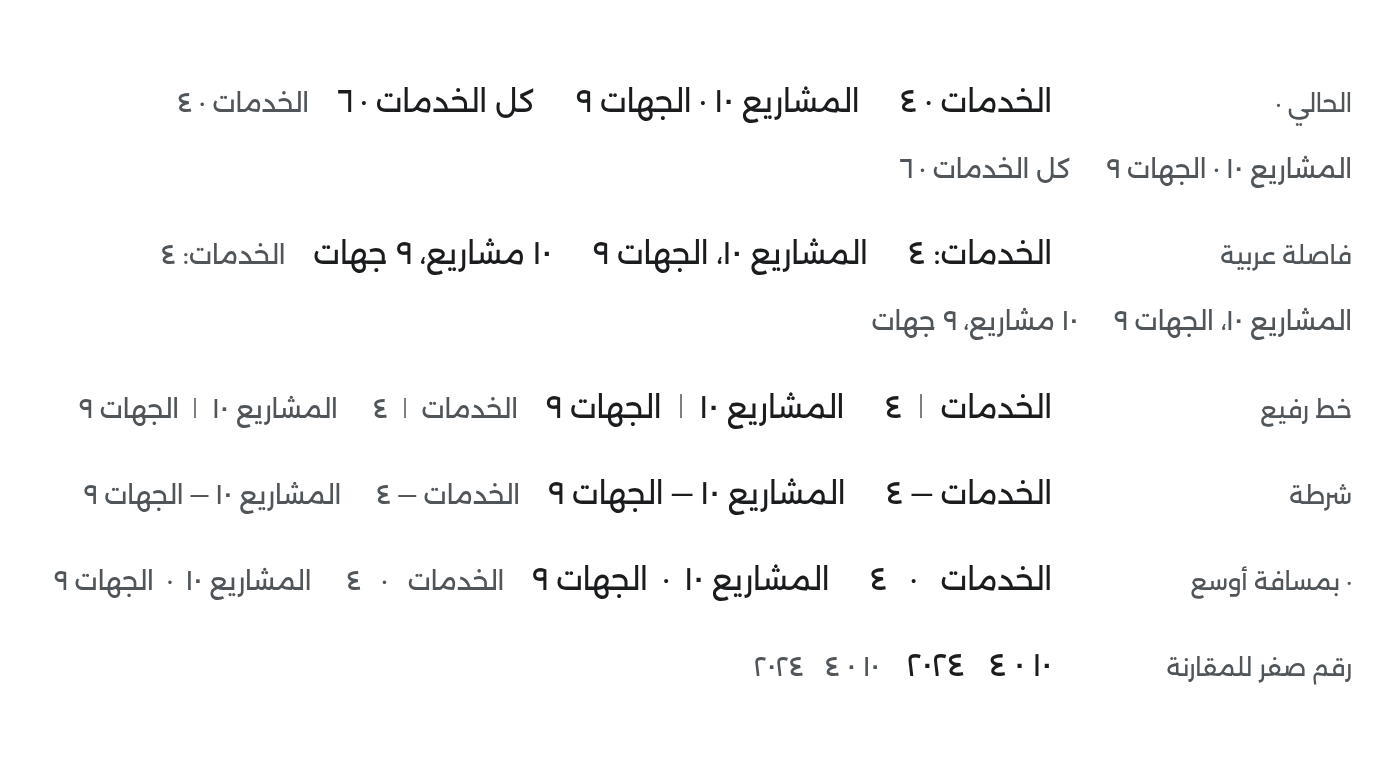 الحالي · الخدمات · ٤ المشاريع ١٠ · الجهات ٩ كل الخدمات · ٦ الخدمات · ٤
المشاريع ١٠ · الجهات ٩ كل الخدمات · ٦
فاصلة عربية الخدمات: ٤ المشاريع ١٠، الجهات ٩ ١٠ مشاريع، ٩ جهات الخدمات: ٤
المشاريع ١٠، الجهات ٩ ١٠ مشاريع، ٩ جهات
خط رفيع الخدمات | ٤ المشاريع ١٠ | الجهات ٩ الخدمات | ٤ المشاريع ١٠ | الجهات ٩
شرطة الخدمات — ٤ المشاريع ١٠ — الجهات ٩ الخدمات — ٤ المشاريع ١٠ — الجهات ٩
· بمسافة أوسع الخدمات · ٤ المشاريع ١٠ · الجهات ٩ الخدمات · ٤ المشاريع ١٠ · الجهات ٩
رقم صفر للمقارنة ١٠ · ٤ ٢٠٢٤ ١٠ · ٤ ٢٠٢٤